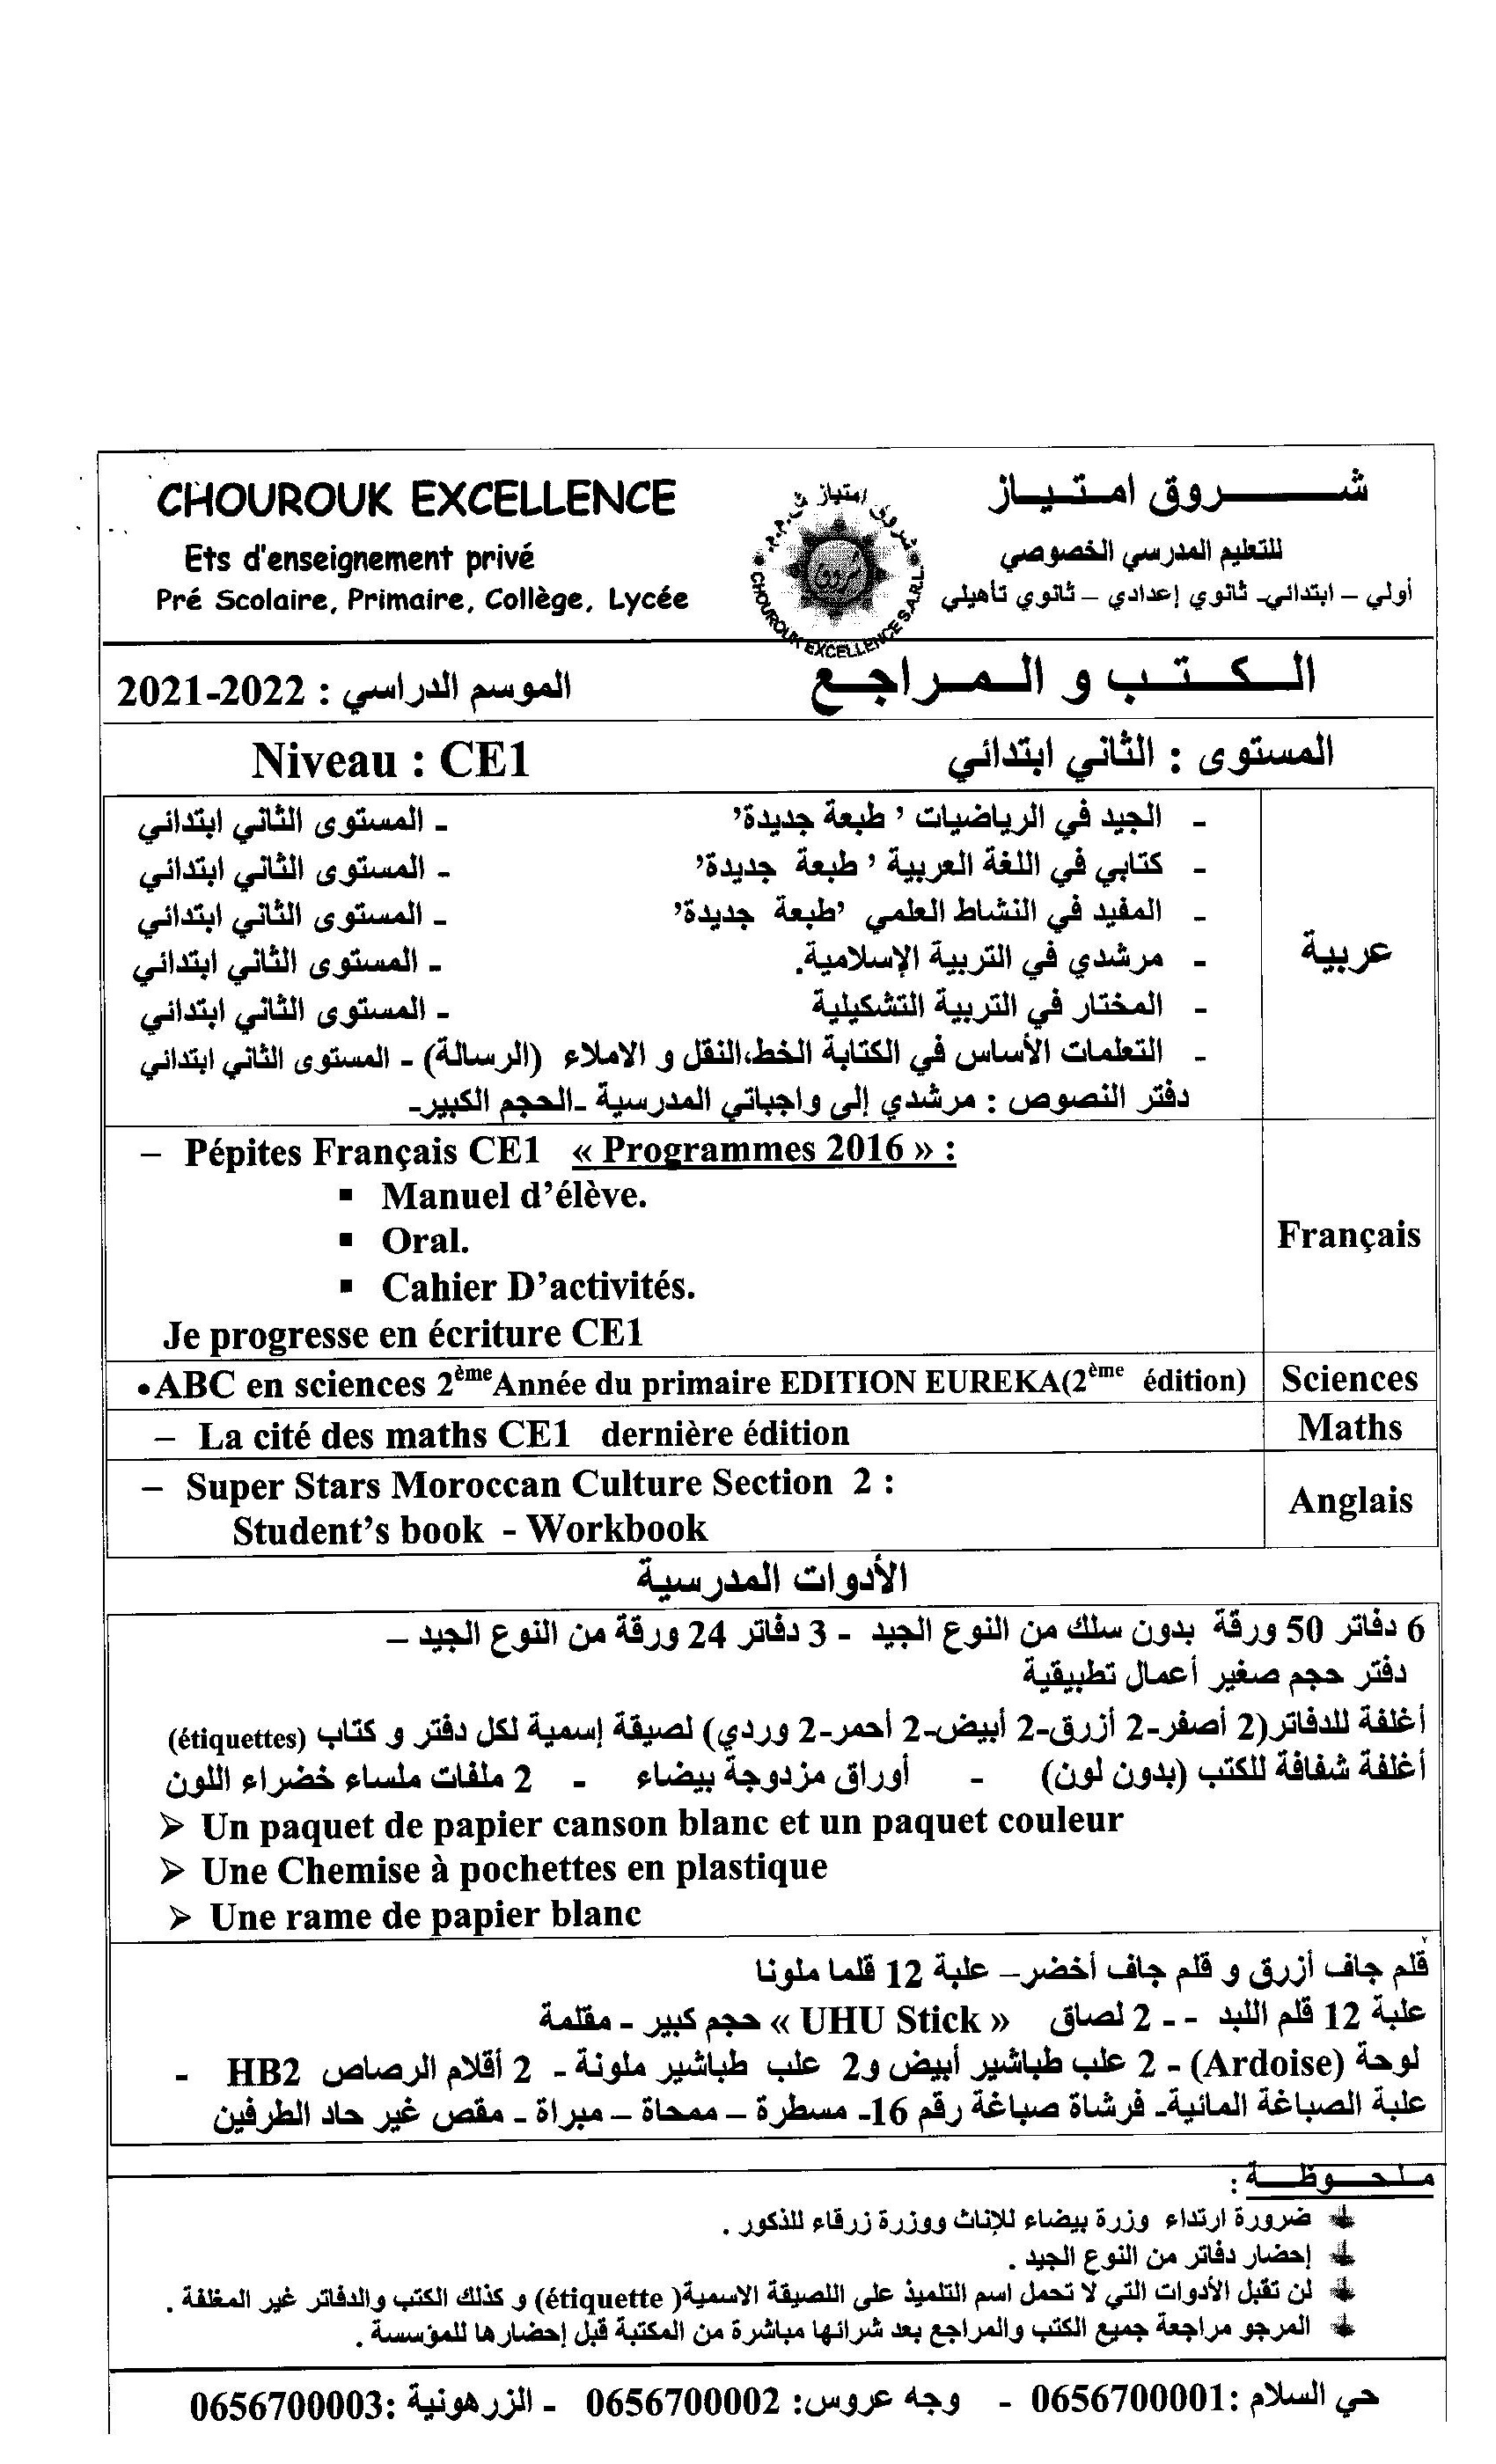 CHOUROUK EXCELLENCE
Ets d'enseignement privé
Pré Scolaire, Primaire, Collège, Lycée
شروق امتياز ش.م.م.
شروق
CHOUROUK EXCELLENCE S.A.R.L.
شـــــروق امـتـيـاز
للتعليم المدرسي الخصوصي
أولي – ابتدائي- ثانوي إعدادي – ثانوي تأهيلي
الـكـتـب و الـمـراجـع
الموسم الدراسي : 2022-2021
المستوى : الثاني ابتدائي
Niveau : CE1
عربية
- الجيد في الرياضيات ' طبعة جديدة' - المستوى الثاني ابتدائي
- كتابي في اللغة العربية ' طبعة جديدة' - المستوى الثاني ابتدائي
- المفيد في النشاط العلمي 'طبعة جديدة' - المستوى الثاني ابتدائي
- مرشدي في التربية الإسلامية. - المستوى الثاني ابتدائي
- المختار في التربية التشكيلية - المستوى الثاني ابتدائي
- التعلمات الأساس في الكتابة الخط،النقل و الاملاء (الرسالة) - المستوى الثاني ابتدائي
دفتر النصوص : مرشدي إلى واجباتي المدرسية -الحجم الكبير-
– Pépites Français CE1 « Programmes 2016 » :
▪ Manuel d'élève.
▪ Oral.
▪ Cahier D'activités.
Je progresse en écriture CE1
Français
•ABC en sciences 2ème Année du primaire EDITION EUREKA(2ème édition)
Sciences
– La cité des maths CE1 dernière édition
Maths
– Super Stars Moroccan Culture Section 2 :
Student's book - Workbook
Anglais
الأدوات المدرسية
6 دفاتر 50 ورقة بدون سلك من النوع الجيد - 3 دفاتر 24 ورقة من النوع الجيد –
دفتر حجم صغير أعمال تطبيقية
أغلفة للدفاتر(2 أصفر-2 أزرق-2 أبيض-2 أحمر-2 وردي) لصيقة إسمية لكل دفتر و كتاب (étiquettes)
أغلفة شفافة للكتب (بدون لون) - أوراق مزدوجة بيضاء - 2 ملفات ملساء خضراء اللون
➢ Un paquet de papier canson blanc et un paquet couleur
➢ Une Chemise à pochettes en plastique
➢ Une rame de papier blanc
قلم جاف أزرق و قلم جاف أخضر– علبة 12 قلما ملونا
علبة 12 قلم اللبد - - 2 لصاق « UHU Stick » حجم كبير - مقلمة
لوحة (Ardoise) - 2 علب طباشير أبيض و2 علب طباشير ملونة - 2 أقلام الرصاص HB2 -
علبة الصباغة المائية- فرشاة صباغة رقم 16- مسطرة – ممحاة – مبراة - مقص غير حاد الطرفين
مـلـحـــوظـــة :
ضرورة ارتداء وزرة بيضاء للإناث ووزرة زرقاء للذكور .
إحضار دفاتر من النوع الجيد .
لن تقبل الأدوات التي لا تحمل اسم التلميذ على اللصيقة الاسمية( étiquette) و كذلك الكتب والدفاتر غير المغلفة .
المرجو مراجعة جميع الكتب والمراجع بعد شرائها مباشرة من المكتبة قبل إحضارها للمؤسسة .
حي السلام :0656700001 - وجه عروس: 0656700002 - الزرهونية :0656700003